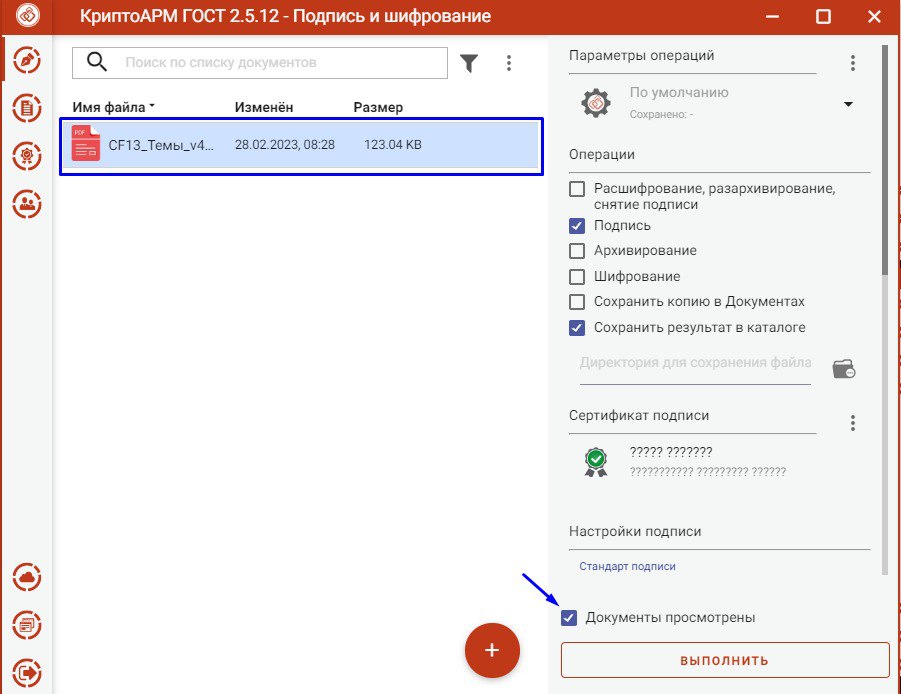 КриптоАРМ ГОСТ 2.5.12 - Подпись и шифрование
Поиск по списку документов
Имя файла Изменён Размер
PDF CF13_Темы_v4... 28.02.2023, 08:28 123.04 KB
Параметры операций
По умолчанию
Сохранено: -
Операции
Расшифрование, разархивирование,
снятие подписи
Подпись
Архивирование
Шифрование
Сохранить копию в Документах
Сохранить результат в каталоге
Директория для сохранения файла
Сертификат подписи
????? ???????
??????????? ????????? ??????
Настройки подписи
Стандарт подписи
Документы просмотрены
ВЫПОЛНИТЬ